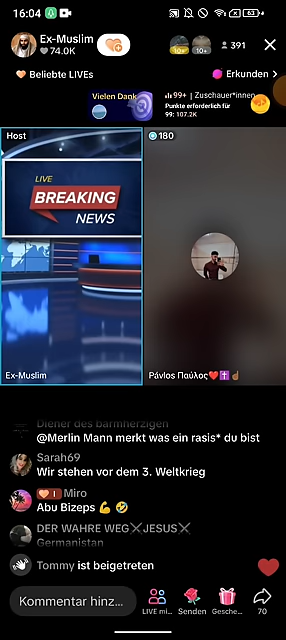 16:04
63
Ex-Muslim
74.0K
10+
10+
391
Beliebte LIVEs
Erkunden
Vielen Dank
99+ | Zuschauer*innen
Punkte erforderlich für
99: 107.2K
Host
180
LIVE
BREAKING
NEWS
Ex-Muslim
Pávlos Παύλος❤️✝️☝🏾
Diener des barmherzigen
@Merlin Mann merkt was ein rasis* du bist
Sarah69
Wir stehen vor dem 3. Weltkrieg
I Miro
Abu Bizeps 💪 🤣
DER WAHRE WEG⚔JESUS⚔
Germanistan
Tommy ist beigetreten
Kommentar hinz...
LIVE mi...
Senden
Gesche...
70